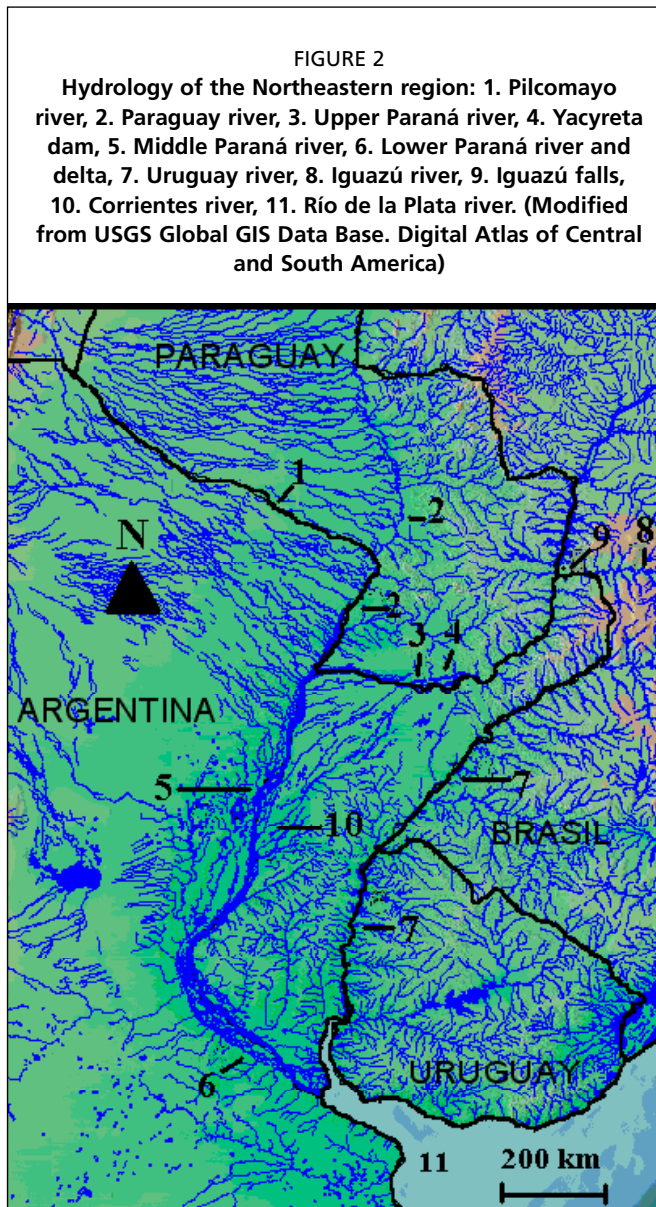 FIGURE 2
Hydrology of the Northeastern region: 1. Pilcomayo
river, 2. Paraguay river, 3. Upper Paraná river, 4. Yacyreta
dam, 5. Middle Paraná river, 6. Lower Paraná river and
delta, 7. Uruguay river, 8. Iguazú river, 9. Iguazú falls,
10. Corrientes river, 11. Río de la Plata river. (Modified
from USGS Global GIS Data Base. Digital Atlas of Central
and South America)
PARAGUAY
1
2
N
9
8
2
3
4
ARGENTINA
5
7
10
BRASIL
7
6
URUGUAY
11
200 km